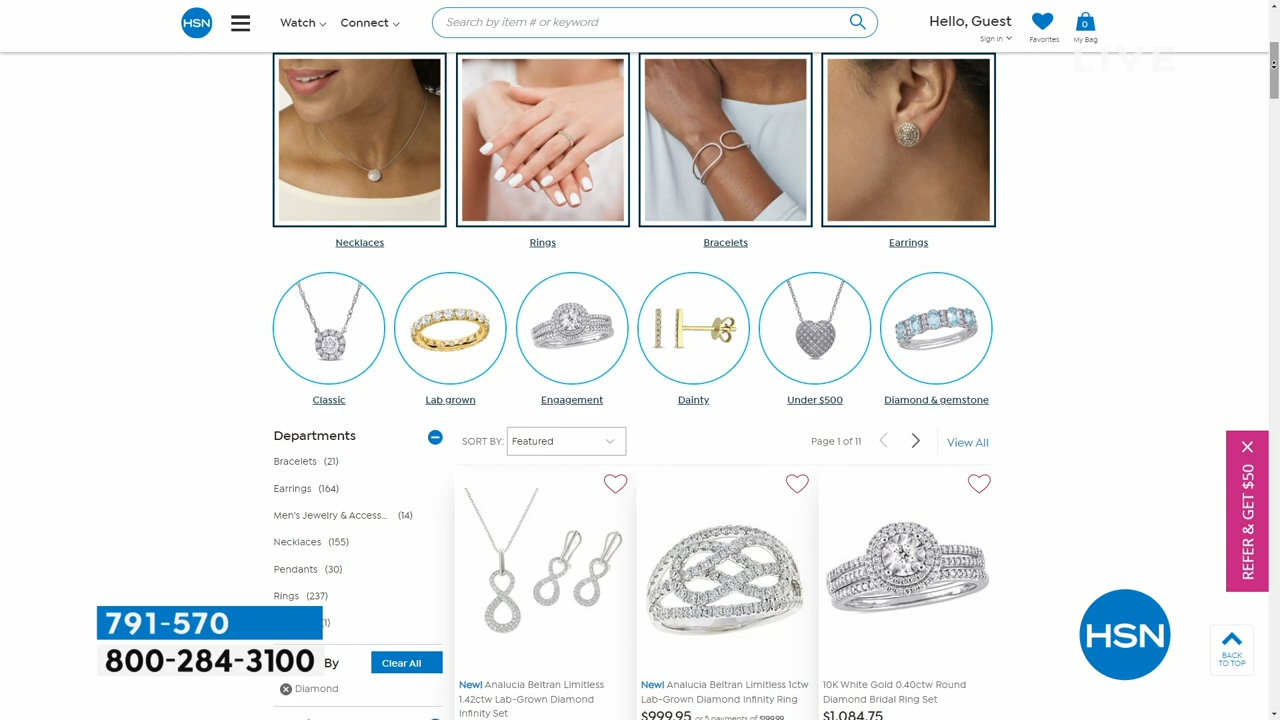 HSN
Watch
Connect
Search by item # or keyword
Hello, Guest
Sign In
Favorites
0
My Bag
LIVE
Necklaces
Rings
Bracelets
Earrings
Classic
Lab grown
Engagement
Dainty
Under $500
Diamond & gemstone
Departments
Bracelets (21)
Earrings (164)
Men's Jewelry & Access... (14)
Necklaces (155)
Pendants (30)
Rings (237)
(1)
By
Clear All
Diamond
SORT BY: Featured
Page 1 of 11
View All
New! Analucia Beltran Limitless
1.42ctw Lab-Grown Diamond
Infinity Set
New! Analucia Beltran Limitless 1ctw
Lab-Grown Diamond Infinity Ring
$999.95 or 5 payments of $199.99
10K White Gold 0.40ctw Round
Diamond Bridal Ring Set
$1,084.75
791-570
800-284-3100
REFER & GET $50
HSN
BACK
TO TOP